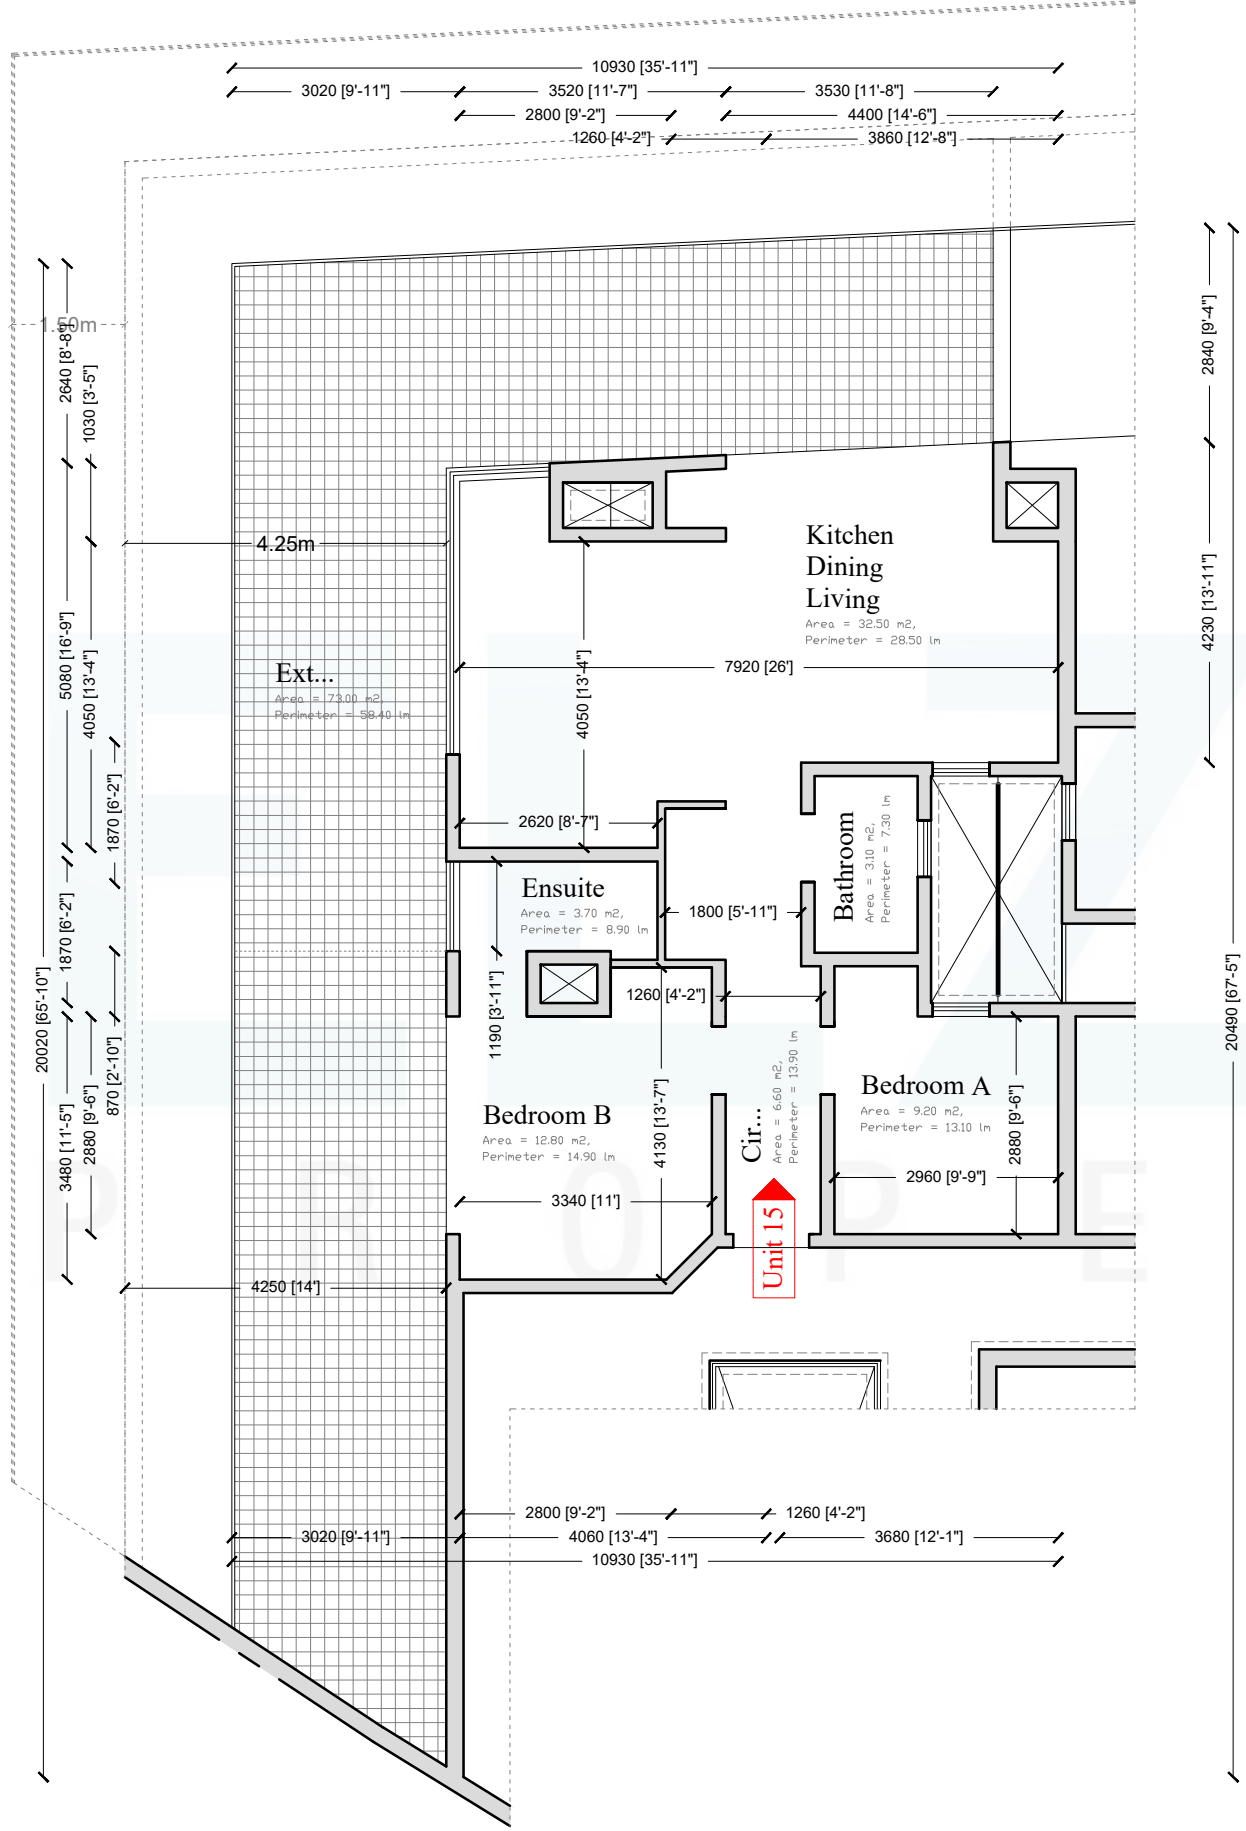 10930 [35'-11"]
3020 [9'-11"]
3520 [11'-7"]
3530 [11'-8"]
2800 [9'-2"]
4400 [14'-6"]
1260 [4'-2"]
3860 [12'-8"]
1.50m
2640 [8'-8"]
1030 [3'-5"]
2840 [9'-4"]
4.25m
Kitchen
Dining
Living
Area = 32.50 m2,
Perimeter = 28.50 lm
4230 [13'-11"]
5080 [16'-9"]
4050 [13'-4"]
4050 [13'-4"]
7920 [26']
Ext...
Area = 73.00 m2,
Perimeter = 58.40 lm
1870 [6'-2"]
2620 [8'-7"]
Bathroom
Area = 3.10 m2,
Perimeter = 7.30 lm
Ensuite
Area = 3.70 m2,
Perimeter = 8.90 lm
1800 [5'-11"]
1870 [6'-2"]
20020 [65'-10"]
20490 [67'-5"]
1190 [3'-11"]
1260 [4'-2"]
870 [2'-10"]
3480 [11'-5"]
2880 [9'-6"]
Bedroom B
Area = 12.80 m2,
Perimeter = 14.90 lm
4130 [13'-7"]
Cir...
Area = 6.60 m2,
Perimeter = 13.90 lm
Bedroom A
Area = 9.20 m2,
Perimeter = 13.10 lm
2880 [9'-6"]
2960 [9'-9"]
3340 [11']
Unit 15
4250 [14']
P R O P E
2800 [9'-2"]
1260 [4'-2"]
3020 [9'-11"]
4060 [13'-4"]
3680 [12'-1"]
10930 [35'-11"]